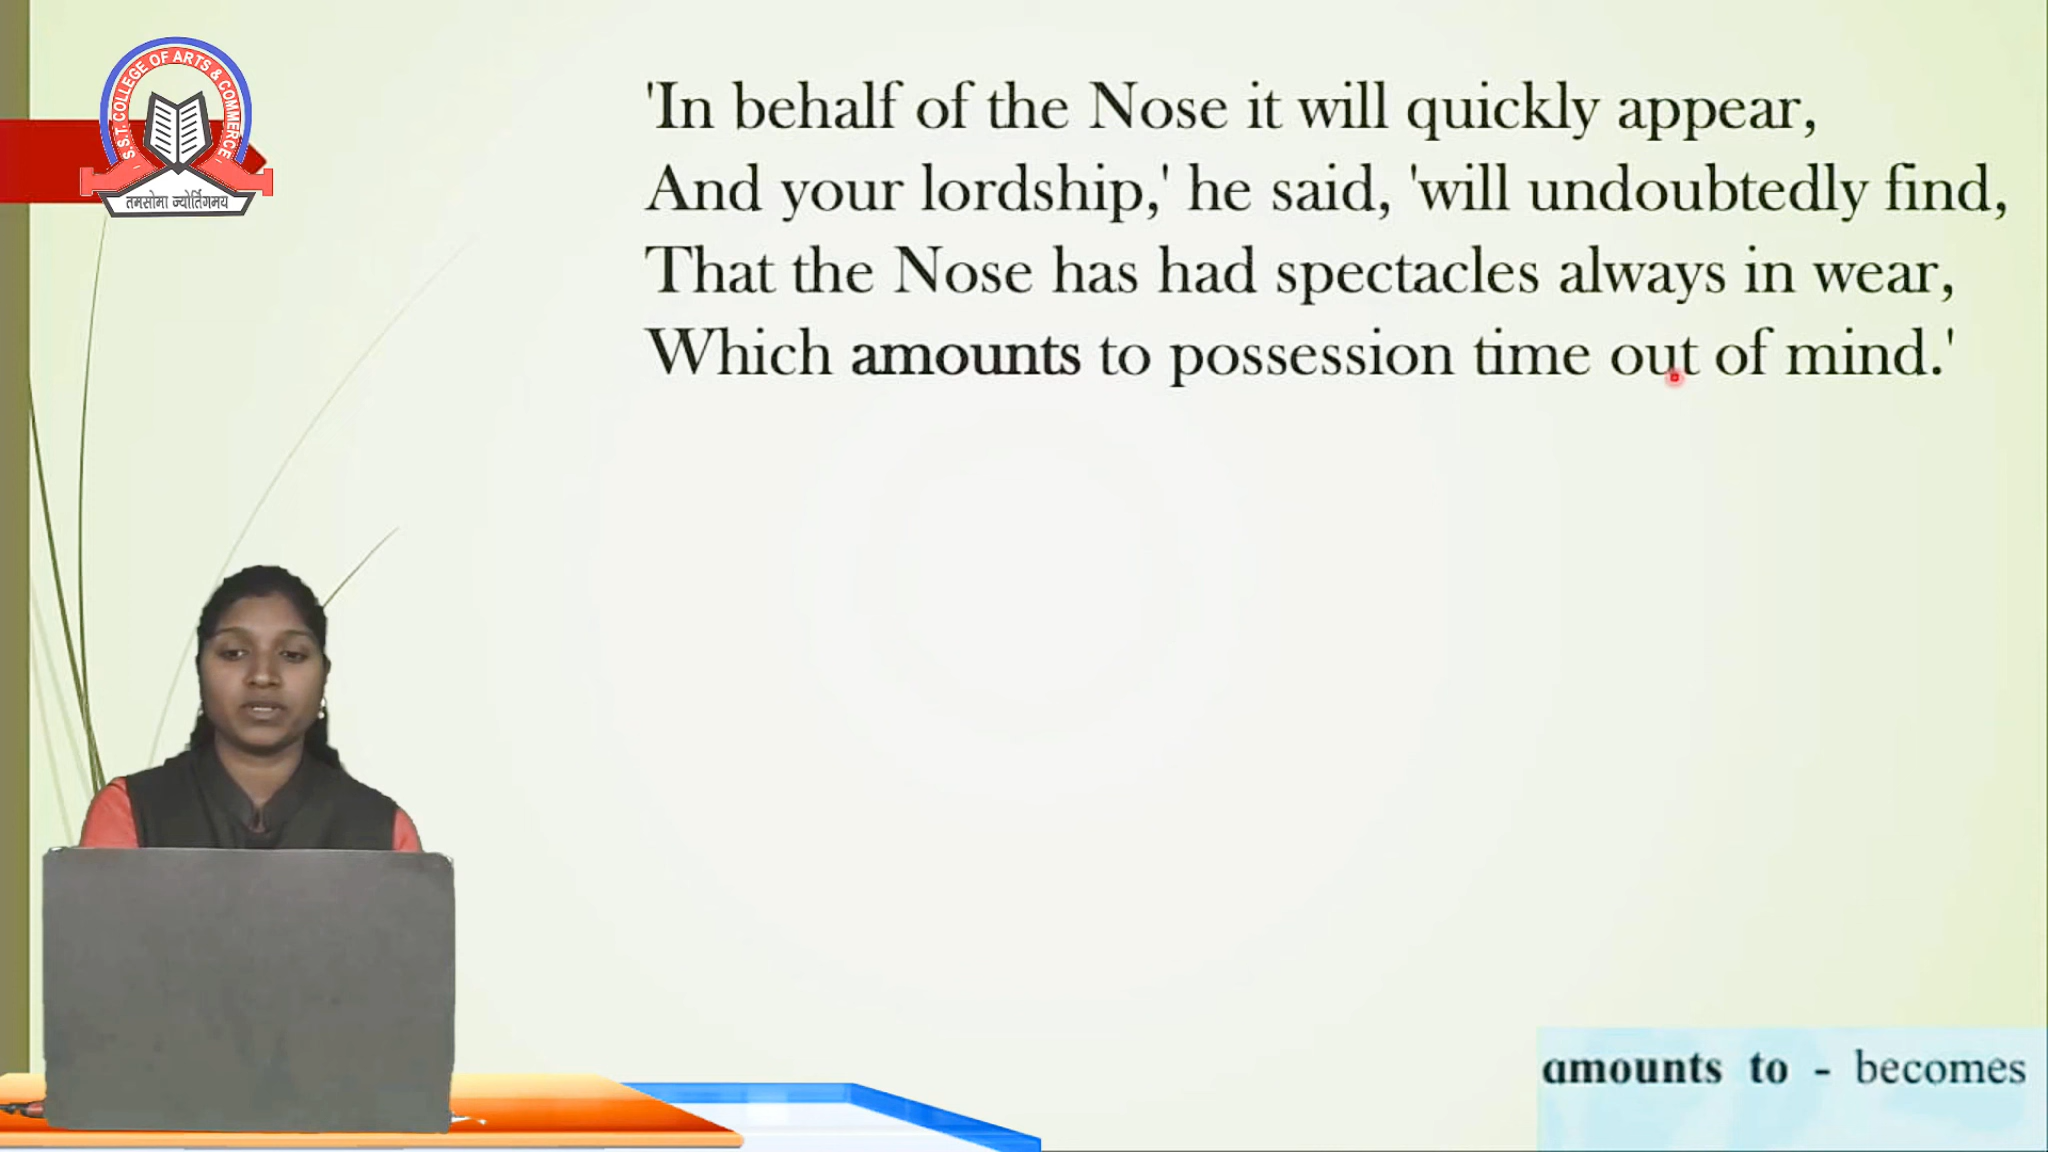 S.S.T. COLLEGE OF ARTS & COMMERCE
तमसोमा ज्योर्तिगमय
'In behalf of the Nose it will quickly appear,
And your lordship,' he said, 'will undoubtedly find,
That the Nose has had spectacles always in wear,
Which amounts to possession time out of mind.'
amounts to - becomes